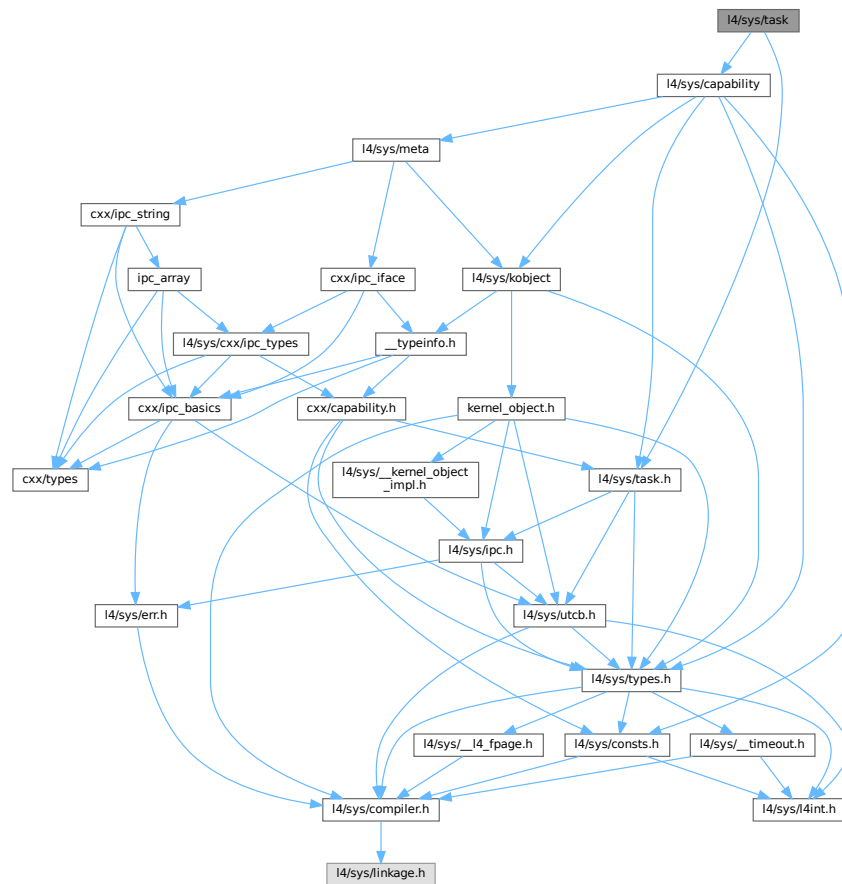 l4/sys/task
l4/sys/capability
l4/sys/meta
cxx/ipc_string
ipc_array
cxx/ipc_iface
l4/sys/kobject
l4/sys/cxx/ipc_types
__typeinfo.h
cxx/ipc_basics
cxx/capability.h
kernel_object.h
cxx/types
l4/sys/__kernel_object
_impl.h
l4/sys/task.h
l4/sys/ipc.h
l4/sys/err.h
l4/sys/utcb.h
l4/sys/types.h
l4/sys/__l4_fpage.h
l4/sys/consts.h
l4/sys/__timeout.h
l4/sys/compiler.h
l4/sys/l4int.h
l4/sys/linkage.h